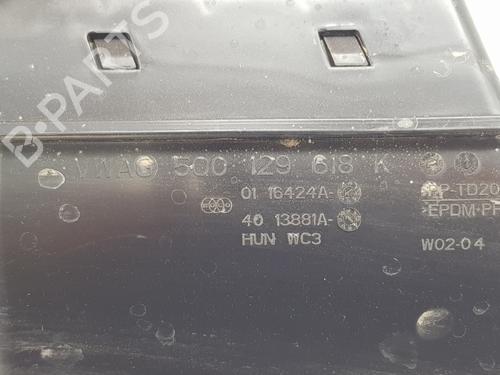 B-PARTS
VWAG 5Q0 129 618 K
01 16424A-
PP-TD20
40 13881A-
>EPDM·PP
HUN WC3
W02-04